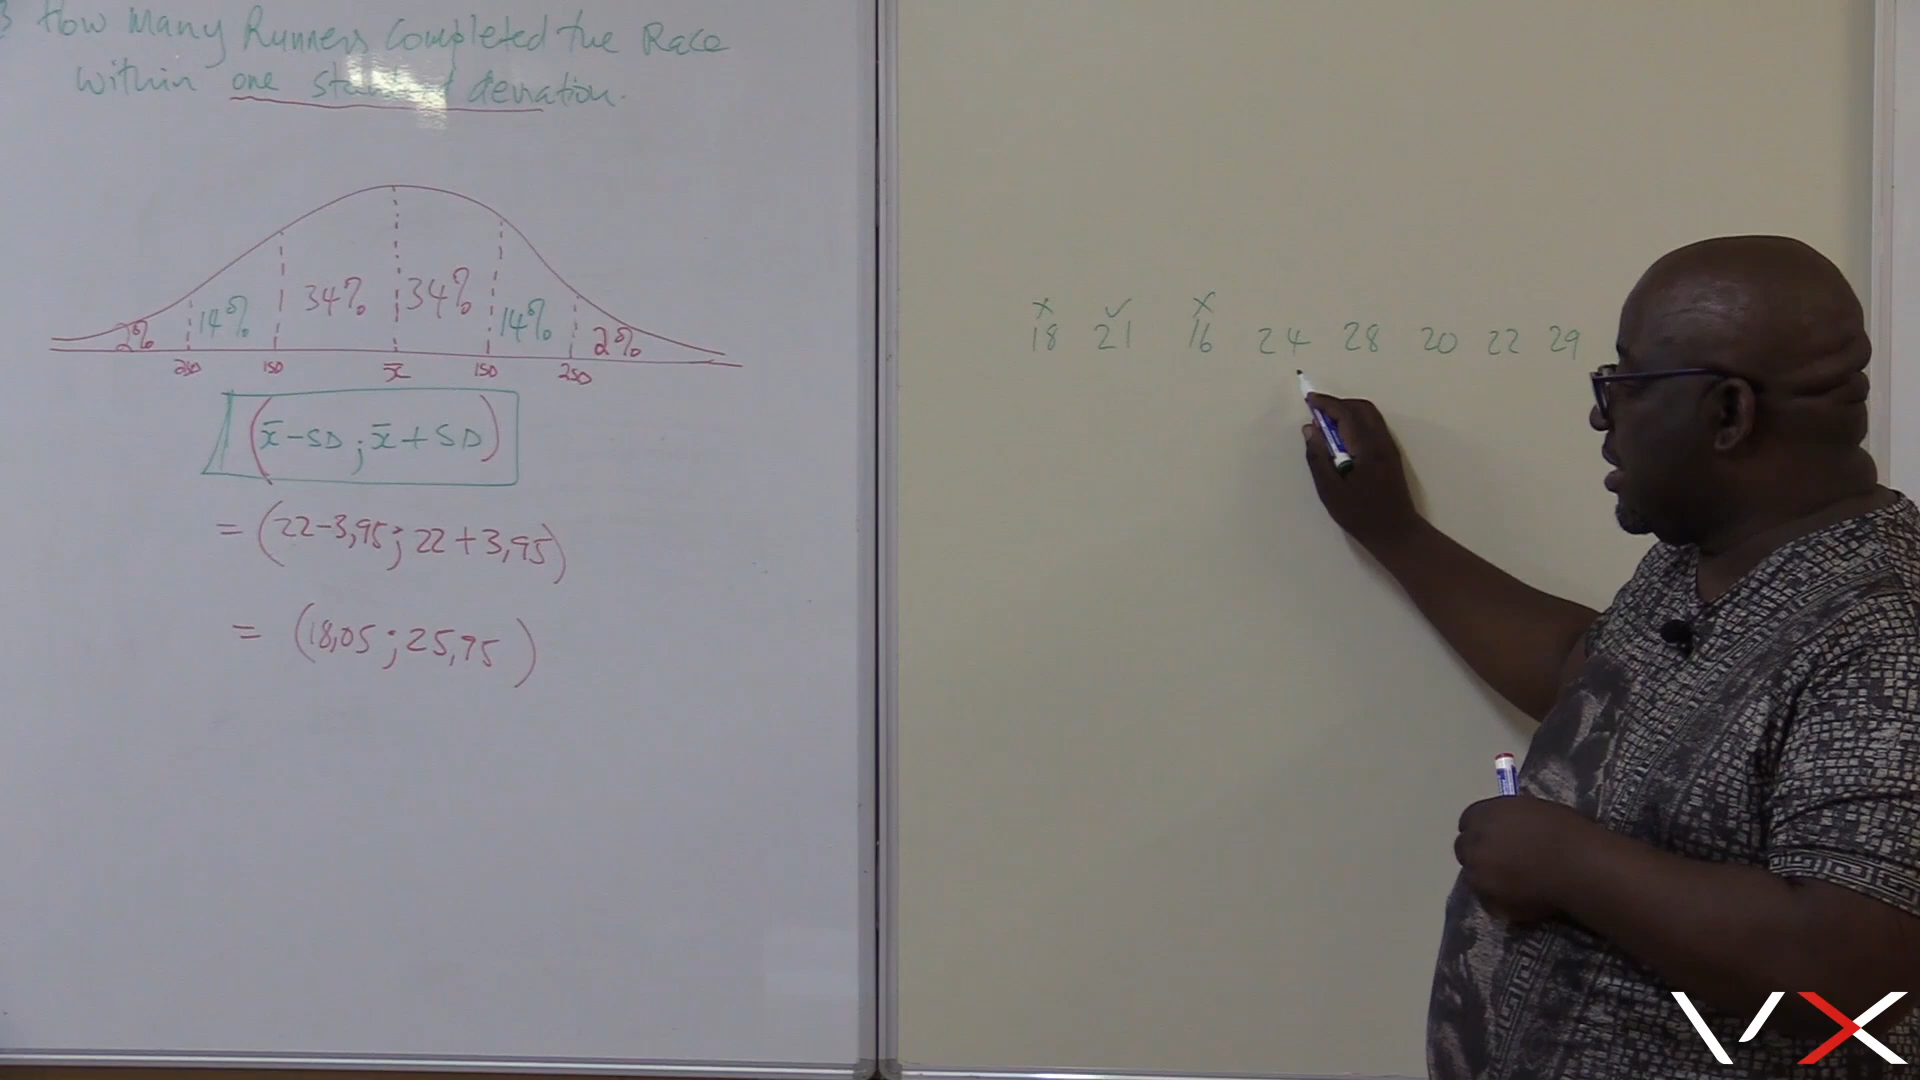 3 How Many Runners Completed the Race
within one standard deviation.
2% 14% 34% 34% 14% 2%
2SD 1SD x̄ 1SD 2SD
(x̄-SD ; x̄+SD)
= (22-3,95 ; 22+3,95)
= (18,05 ; 25,95)
x ✓ x
18 21 16 24 28 20 22 29
VX